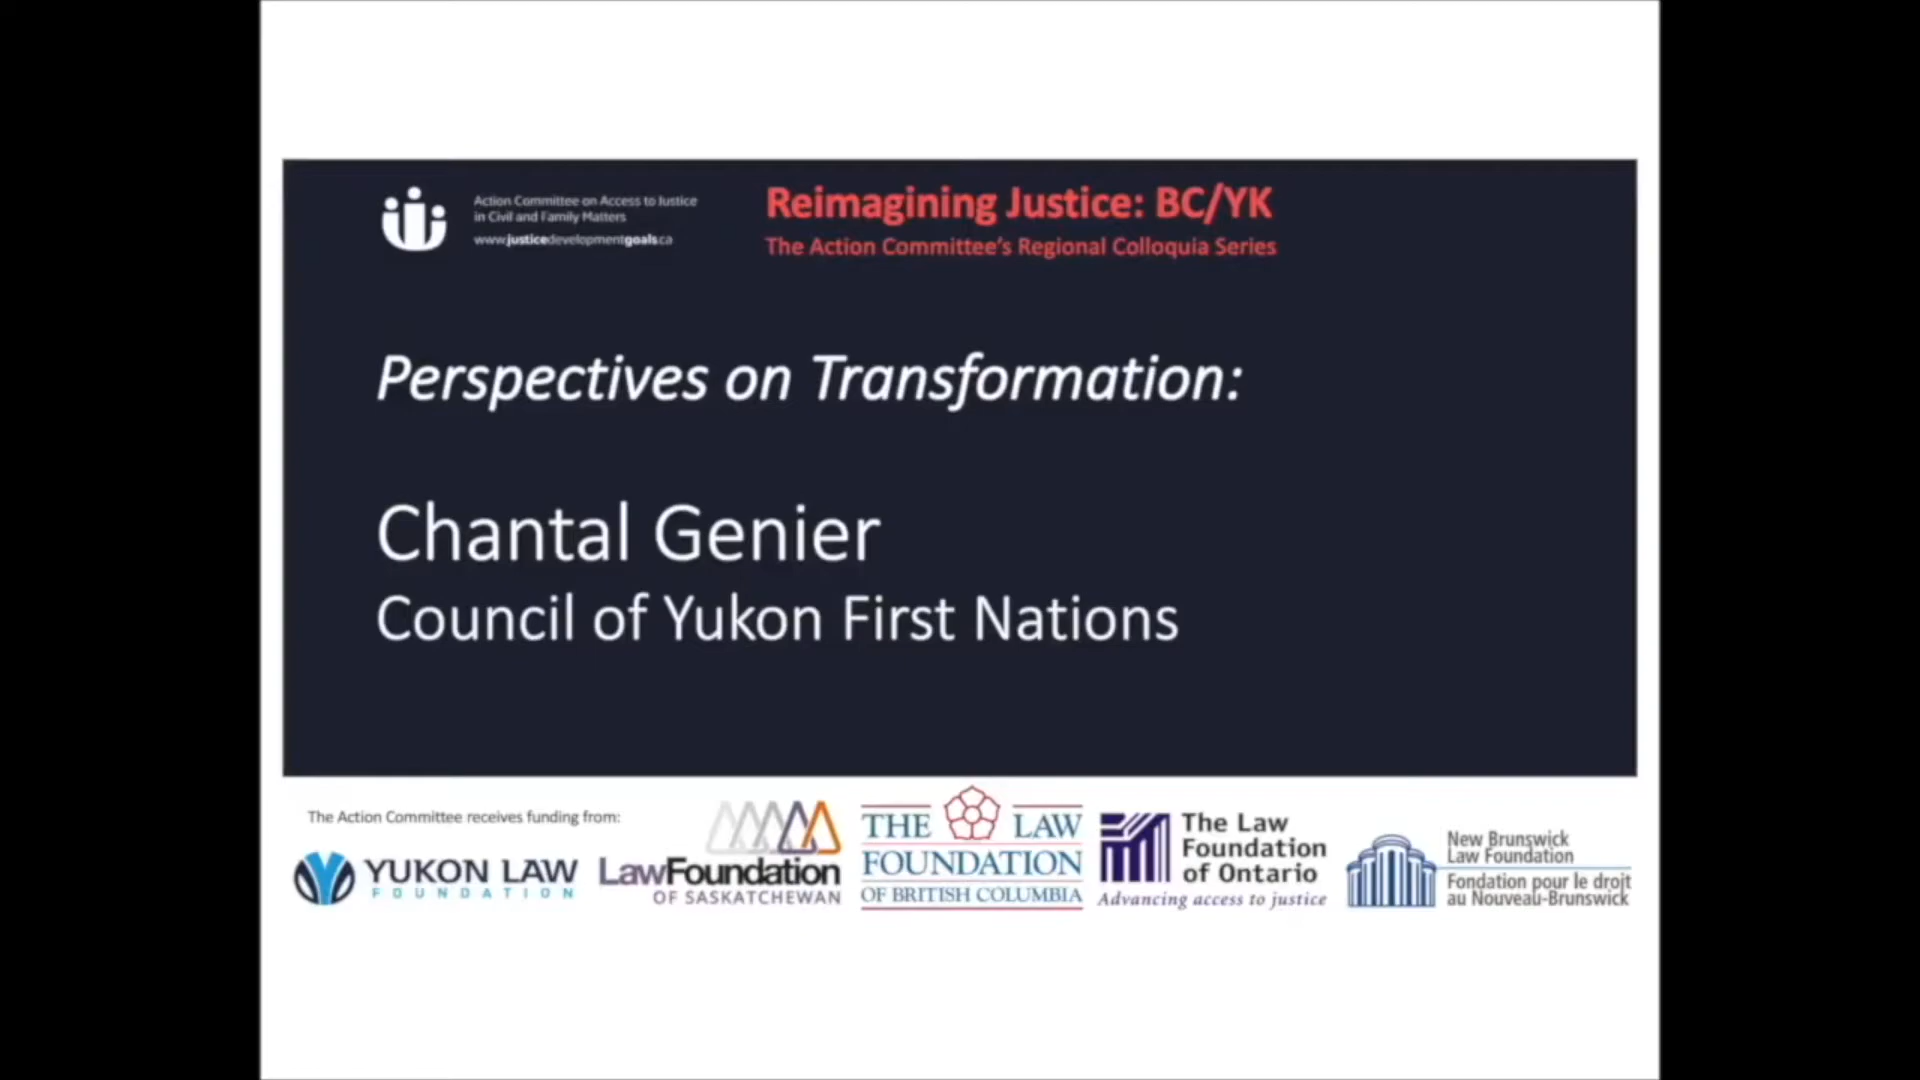 Action Committee on Access to Justice
in Civil and Family Matters
www.justicedevelopmentgoals.ca
Reimagining Justice: BC/YK
The Action Committee's Regional Colloquia Series
Perspectives on Transformation:
Chantal Genier
Council of Yukon First Nations
The Action Committee receives funding from:
YUKON LAW
FOUNDATION
LawFoundation
OF SASKATCHEWAN
THE LAW
FOUNDATION
OF BRITISH COLUMBIA
The Law
Foundation
of Ontario
Advancing access to justice
New Brunswick
Law Foundation
Fondation pour le droit
au Nouveau-Brunswick